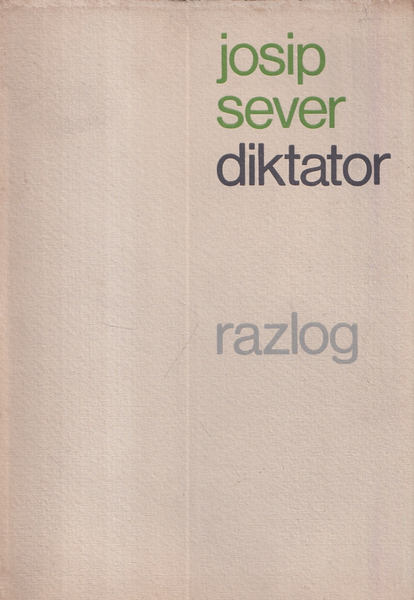 josip
sever
diktator
razlog